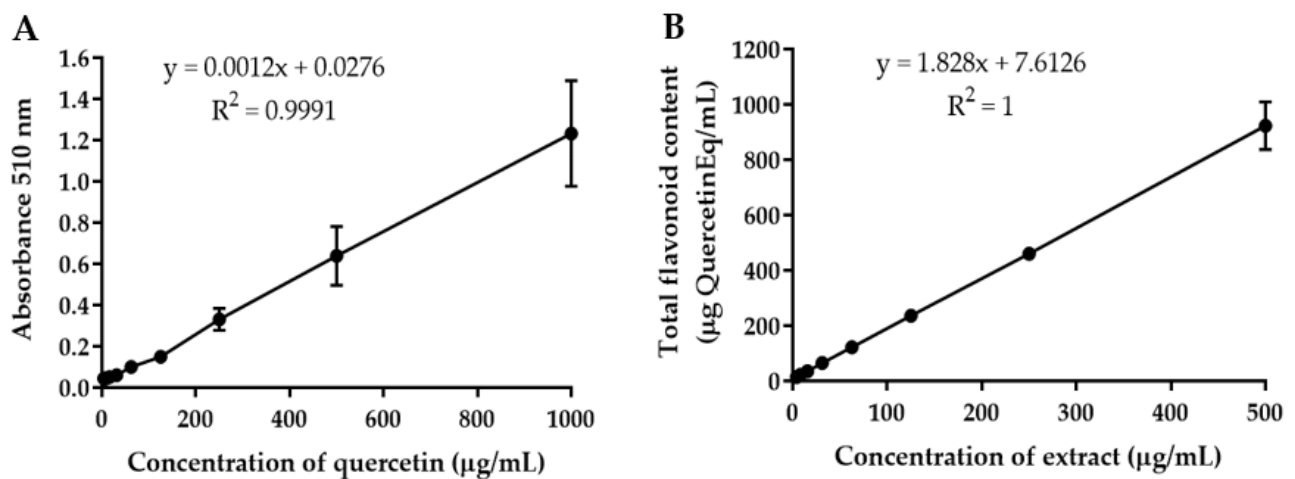 A
y = 0.0012x + 0.0276
R² = 0.9991
Absorbance 510 nm
1.6
1.4
1.2
1.0
0.8
0.6
0.4
0.2
0.0
0 200 400 600 800 1000
Concentration of quercetin (µg/mL)
B
y = 1.828x + 7.6126
R² = 1
Total flavonoid content
(µg QuercetinEq/mL)
1200
1000
800
600
400
200
0
0 100 200 300 400 500
Concentration of extract (µg/mL)